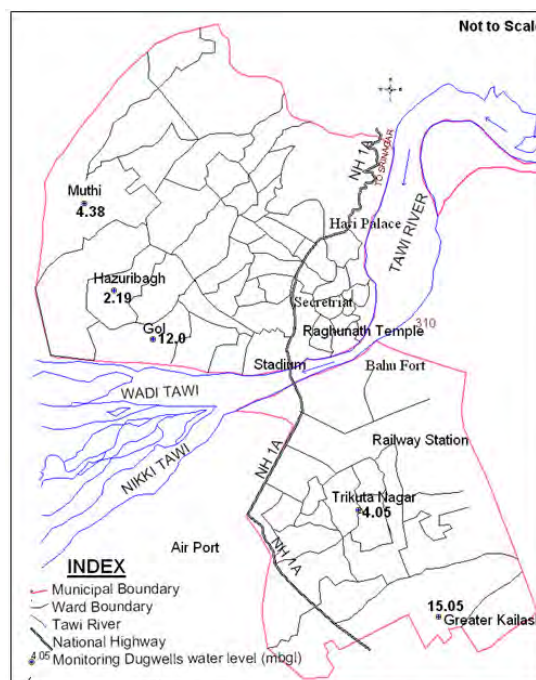 Not to Scale
NH 1A
TO SRINAGAR
Muthi
4.38
Hari Palace
TAWI RIVER
Hazuribagh
2.19
Secretriat
310
Gol
12.0
Raghunath Temple
Stadium
Bahu Fort
WADI TAWI
NIKKI TAWI
Railway Station
NH 1A
Trikuta Nagar
4.05
Air Port
NH 1A
INDEX
Municipal Boundary
Ward Boundary
Tawi River
National Highway
4.05 Monitoring Dugwells water level (mbgl)
15.05
Greater Kailash